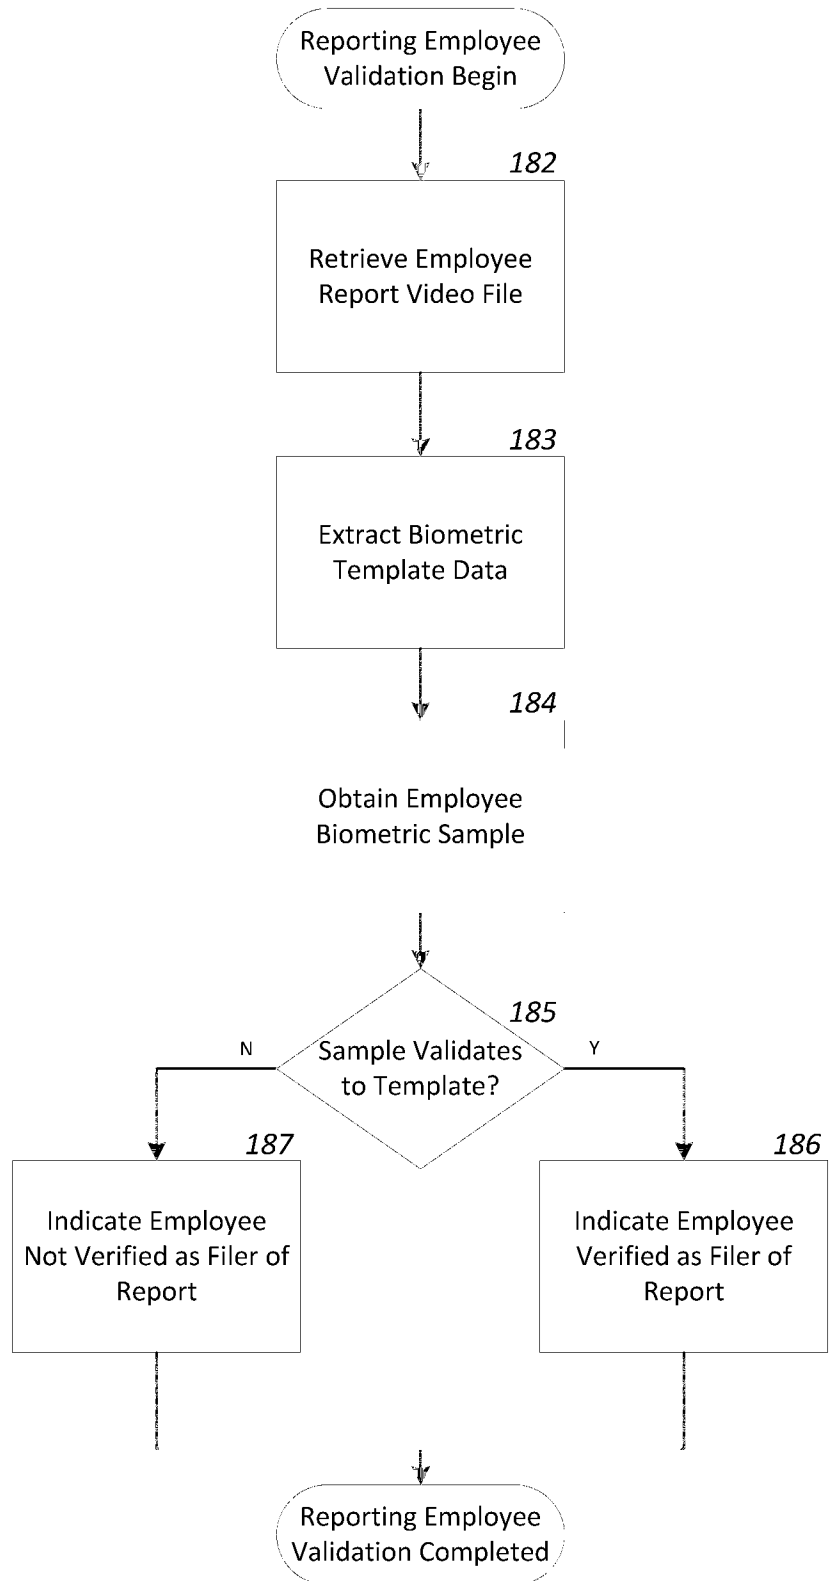 Reporting Employee
Validation Begin
182
Retrieve Employee
Report Video File
183
Extract Biometric
Template Data
184
Obtain Employee
Biometric Sample
185
Sample Validates
to Template?
N
Y
187
Indicate Employee
Not Verified as Filer of
Report
186
Indicate Employee
Verified as Filer of
Report
Reporting Employee
Validation Completed